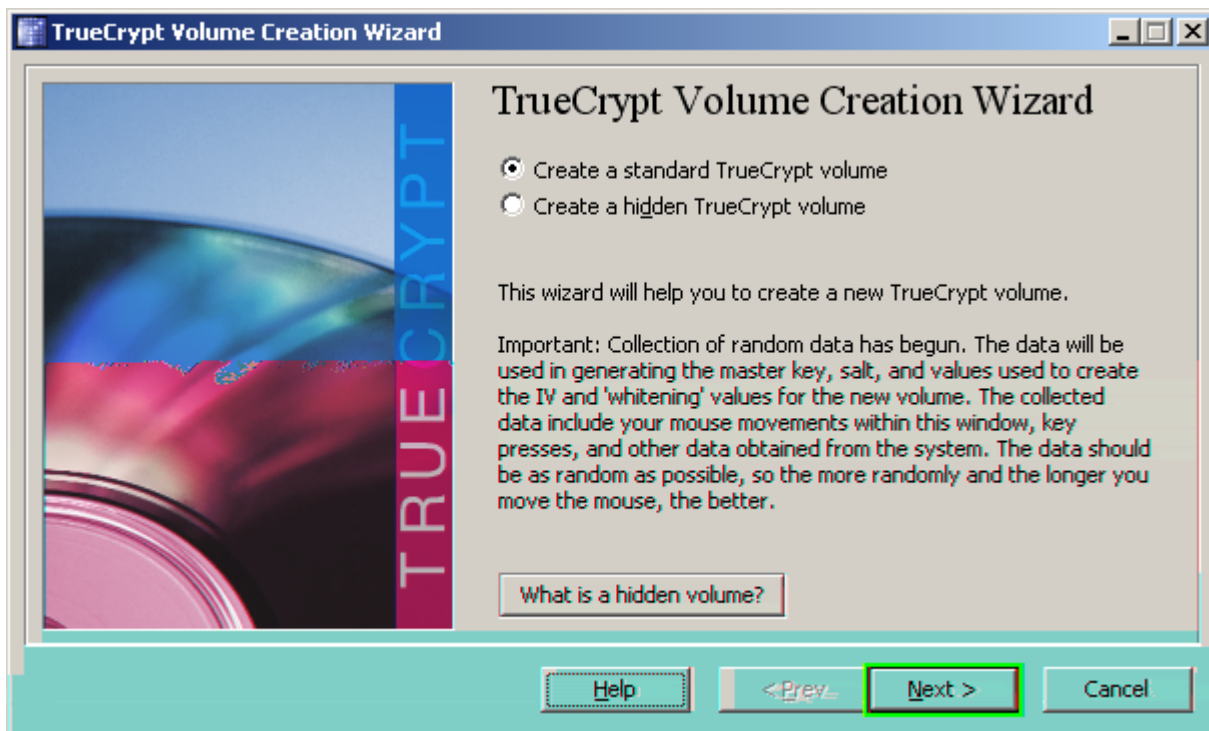 TrueCrypt Volume Creation Wizard
TRUECRYPT
TrueCrypt Volume Creation Wizard
Create a standard TrueCrypt volume
Create a hidden TrueCrypt volume
This wizard will help you to create a new TrueCrypt volume.
Important: Collection of random data has begun. The data will be
used in generating the master key, salt, and values used to create
the IV and 'whitening' values for the new volume. The collected
data include your mouse movements within this window, key
presses, and other data obtained from the system. The data should
be as random as possible, so the more randomly and the longer you
move the mouse, the better.
What is a hidden volume?
Help
< Prev
Next >
Cancel